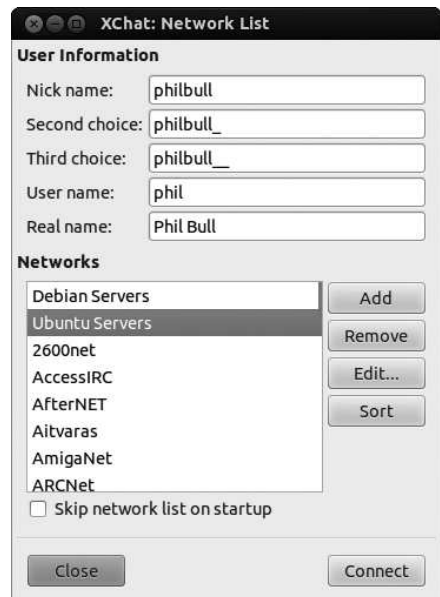 XChat: Network List
User Information
Nick name: philbull
Second choice: philbull_
Third choice: philbull__
User name: phil
Real name: Phil Bull
Networks
Debian Servers
Ubuntu Servers
2600net
AccessIRC
AfterNET
Aitvaras
AmigaNet
ARCNet
Add
Remove
Edit...
Sort
Skip network list on startup
Close
Connect